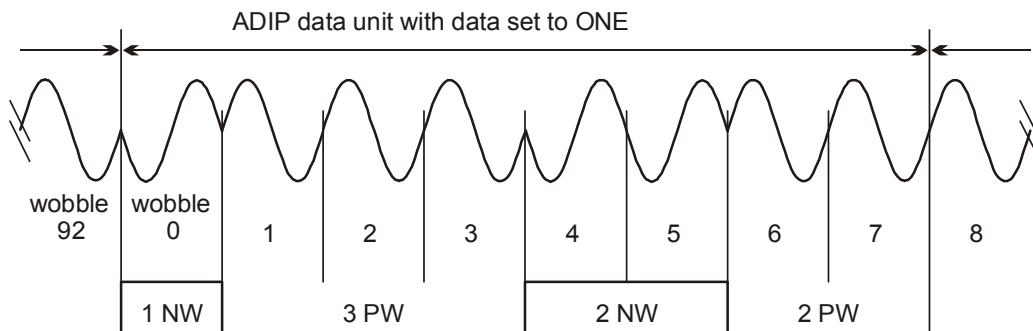 ADIP data unit with data set to ONE
wobble 92
wobble 0
1
2
3
4
5
6
7
8
1 NW
3 PW
2 NW
2 PW